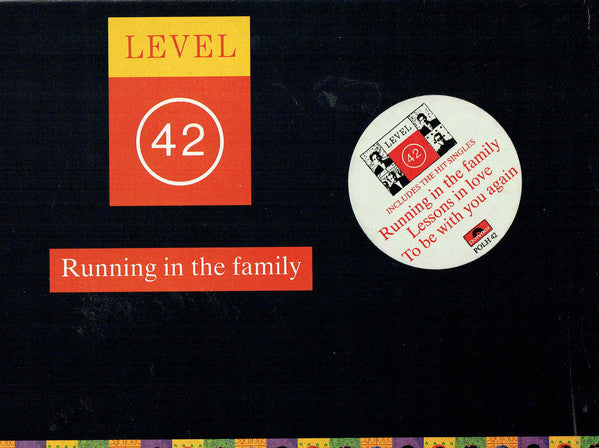 LEVEL
42
Running in the family
LEVEL
42
INCLUDES THE HIT SINGLES
Running in the family
Lessons in love
To be with you again
POLH 42